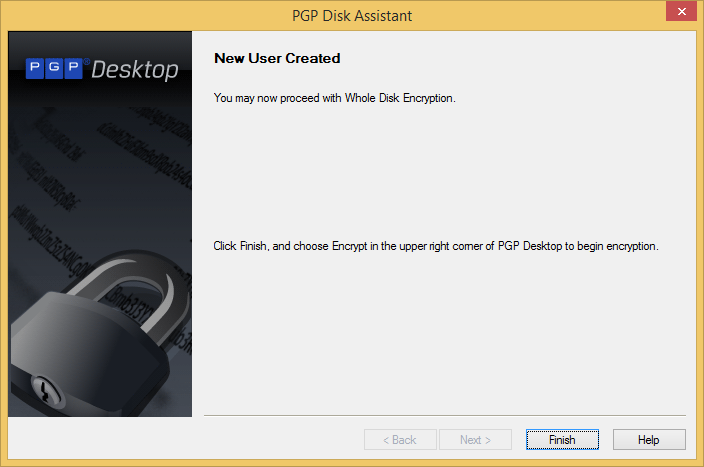 PGP Disk Assistant
PGP® Desktop
New User Created
You may now proceed with Whole Disk Encryption.
Click Finish, and choose Encrypt in the upper right corner of PGP Desktop to begin encryption.
< Back
Next >
Finish
Help